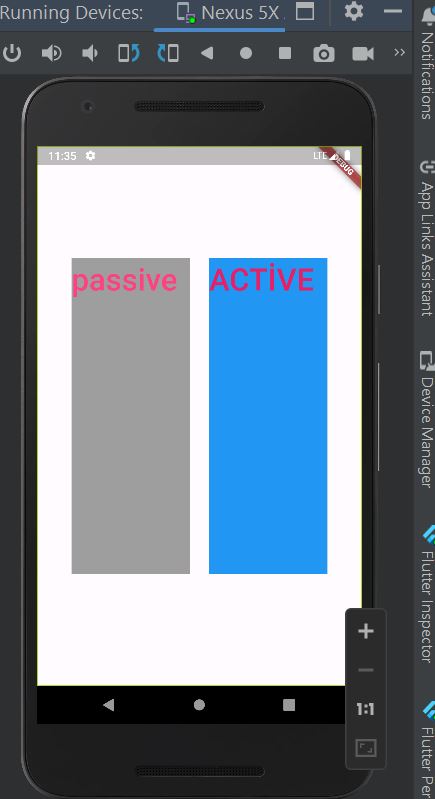 Running Devices:
Nexus 5X
Notifications
App Links Assistant
Device Manager
Flutter Inspector
Flutter Per
11:35
LTE
DEBUG
passive
ACTİVE
1:1